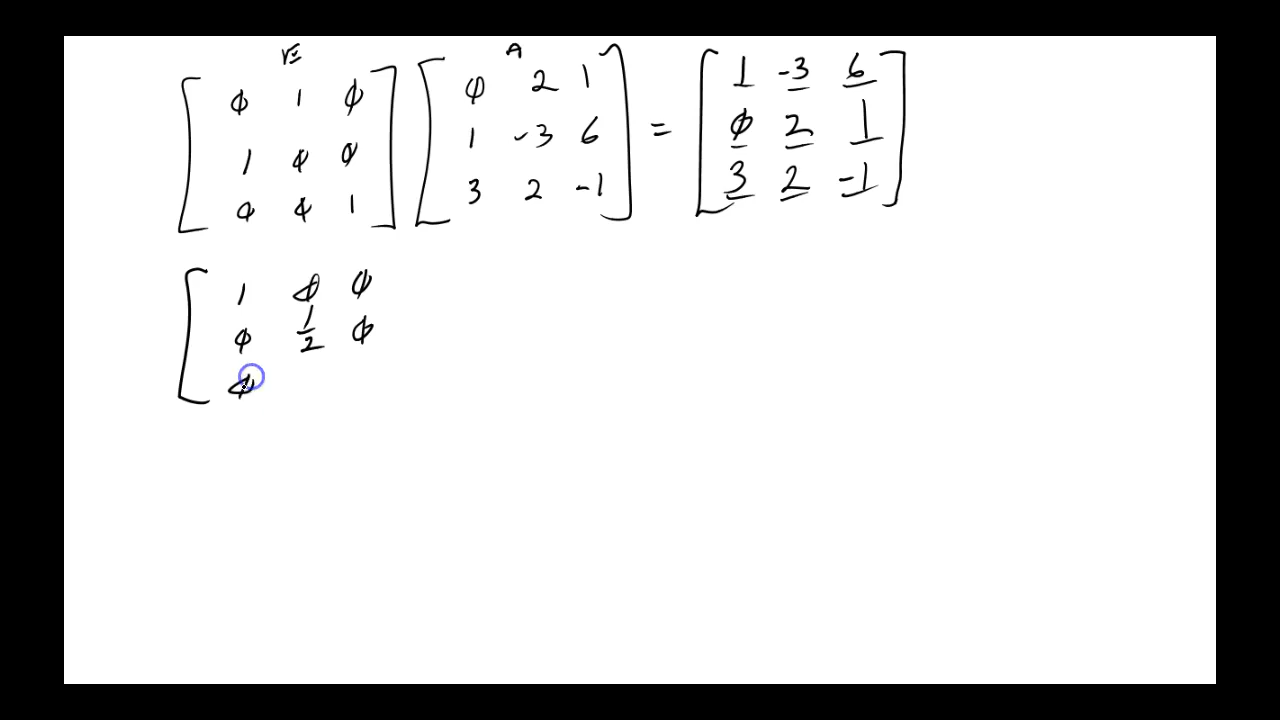 A
ϕ 1 ϕ ϕ 2 1 = 1 -3 6
1 ϕ ϕ 1 -3 6 ϕ 2 1
ϕ ϕ 1 3 2 -1 3 2 -1
1 ϕ ϕ
ϕ 1/2 ϕ
ϕ